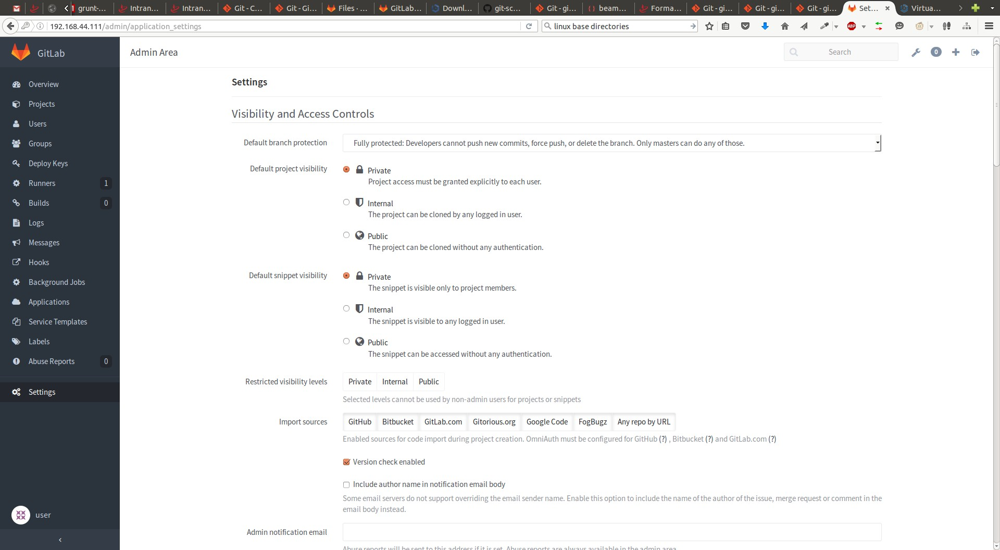 grunt-...
Intran...
Intran...
Git - C...
Git - Gi...
Files · ...
GitLab...
Downl...
git-sc...
Git - gi...
beam...
Forma...
Git - gi...
Git - gi...
Git - gi...
Set...
Virtua...
192.168.44.111/admin/application_settings
linux base directories
ABP
GitLab
Admin Area
Search
0
Overview
Projects
Users
Groups
Deploy Keys
Runners 1
Builds 0
Logs
Messages
Hooks
Background Jobs
Applications
Service Templates
Labels
Abuse Reports 0
Settings
user
Settings
Visibility and Access Controls
Default branch protection
Fully protected: Developers cannot push new commits, force push, or delete the branch. Only masters can do any of those.
Default project visibility
Private
Project access must be granted explicitly to each user.
Internal
The project can be cloned by any logged in user.
Public
The project can be cloned without any authentication.
Default snippet visibility
Private
The snippet is visible only to project members.
Internal
The snippet is visible to any logged in user.
Public
The snippet can be accessed without any authentication.
Restricted visibility levels
Private Internal Public
Selected levels cannot be used by non-admin users for projects or snippets
Import sources
GitHub Bitbucket GitLab.com Gitorious.org Google Code FogBugz Any repo by URL
Enabled sources for code import during project creation. OmniAuth must be configured for GitHub (?) , Bitbucket (?) and GitLab.com (?)
Version check enabled
Include author name in notification email body
Some email servers do not support overriding the email sender name. Enable this option to include the name of the author of the issue, merge request or comment in the
email body instead.
Admin notification email
Abuse reports will be sent to this address if it is set. Abuse reports are always available in the admin area.